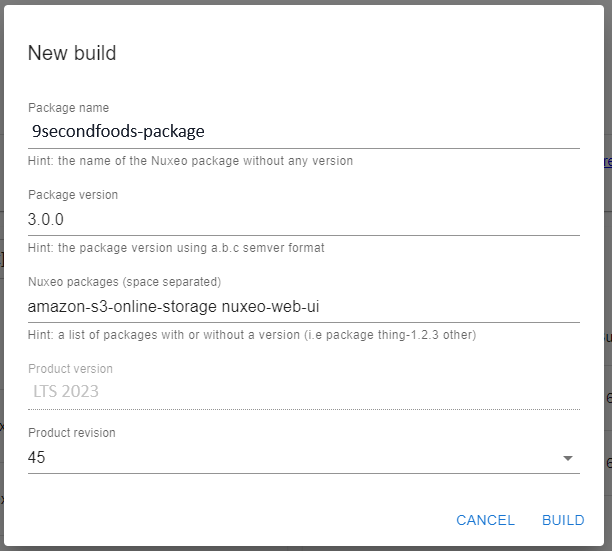 New build
Package name
9secondfoods-package
Hint: the name of the Nuxeo package without any version
Package version
3.0.0
Hint: the package version using a.b.c semver format
Nuxeo packages (space separated)
amazon-s3-online-storage nuxeo-web-ui
Hint: a list of packages with or without a version (i.e package thing-1.2.3 other)
Product version
LTS 2023
Product revision
45
CANCEL BUILD